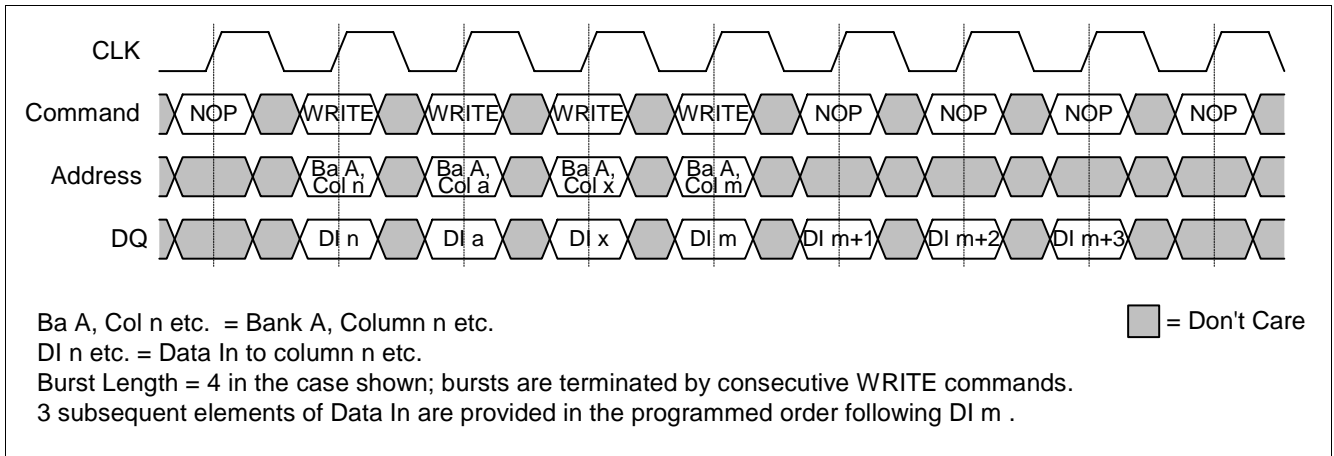 CLK
Command NOP WRITE WRITE WRITE WRITE NOP NOP NOP NOP
Address Ba A, Col n Ba A, Col a Ba A, Col x Ba A, Col m
DQ DI n DI a DI x DI m DI m+1 DI m+2 DI m+3
Ba A, Col n etc. = Bank A, Column n etc.
= Don't Care
DI n etc. = Data In to column n etc.
Burst Length = 4 in the case shown; bursts are terminated by consecutive WRITE commands.
3 subsequent elements of Data In are provided in the programmed order following DI m .